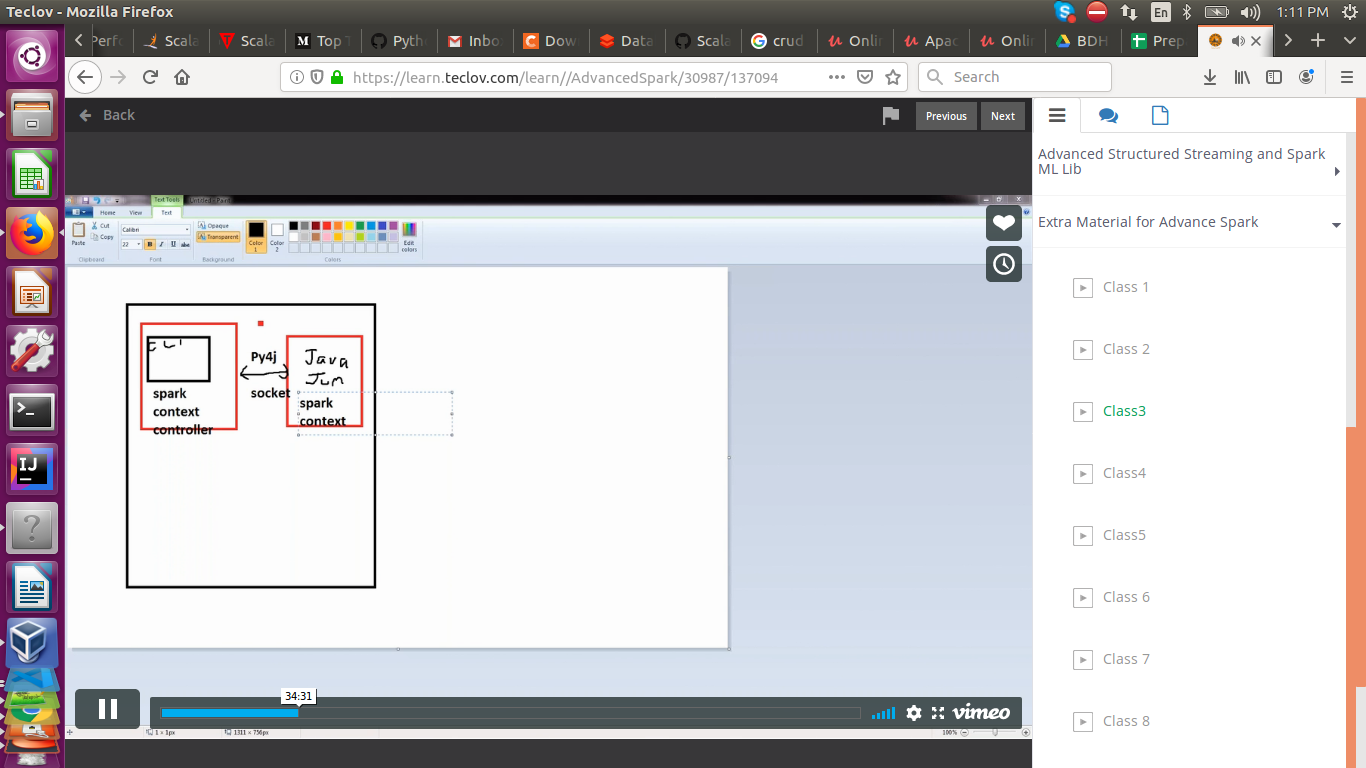 Teclov - Mozilla Firefox
En
1:11 PM
Perfo
Scala
Scala
Top T
Pyth
Inbo
Dow
Data
Scala
crud
Onlin
Apac
Onlin
BDH
Prep
https://learn.teclov.com/learn//AdvancedSpark/30987/137094
Search
Back
Previous
Next
Advanced Structured Streaming and Spark
ML Lib
Extra Material for Advance Spark
Class 1
Class 2
Class3
Class4
Class5
Class 6
Class 7
Class 8
Text Tools
Untitled - Paint
Home
View
Text
Paste
Cut
Copy
Clipboard
Calibri
22
Font
Opaque
Transparent
Background
Color
1
Color
2
Edit
colors
Colors
Py4j
Java
Jvm
spark
context
controller
socket
spark
context
34:31
vimeo
1 × 1px
1311 × 756px
100%